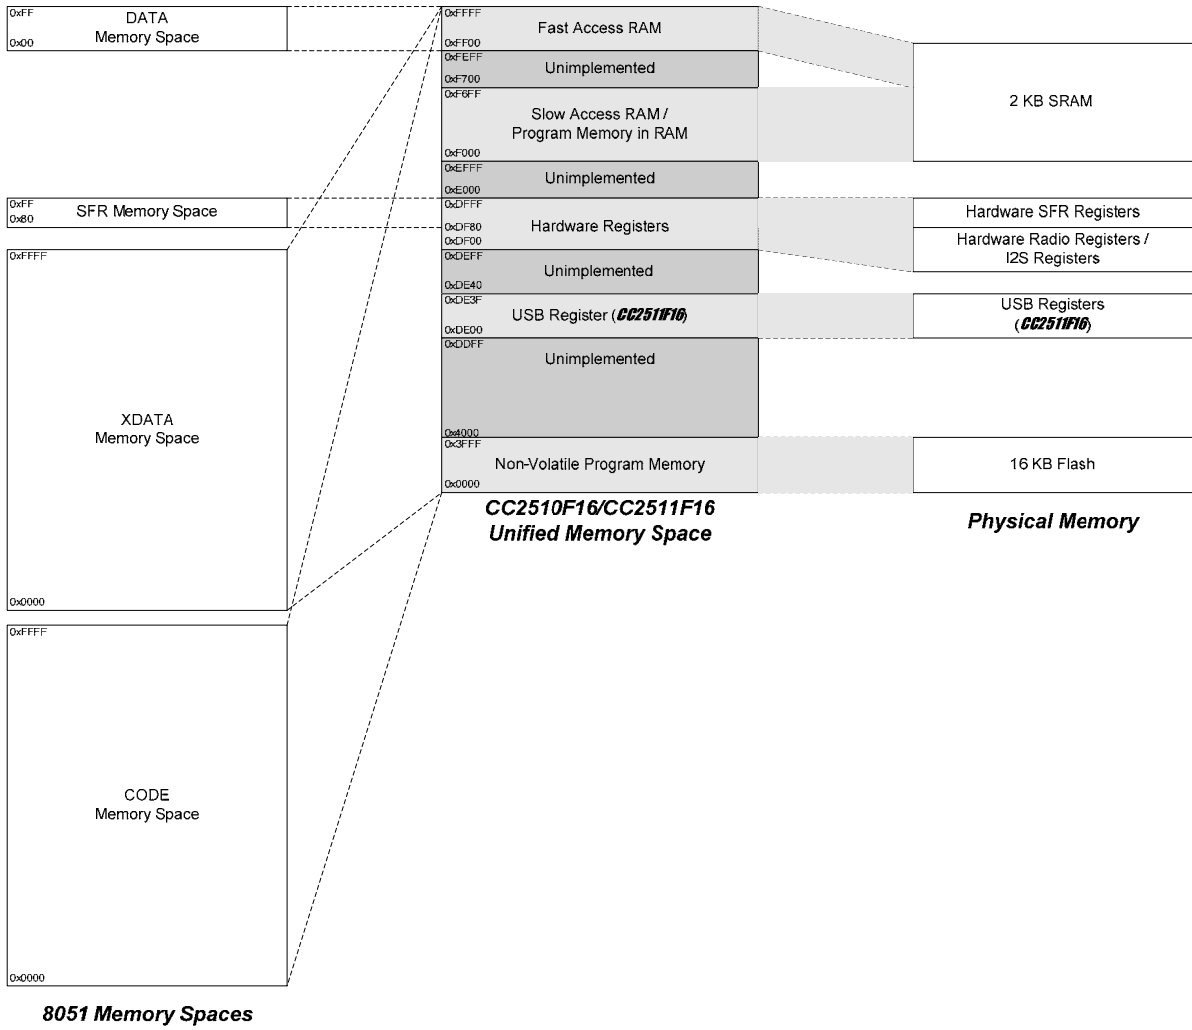 0xFF
DATA
Memory Space
0x00
0xFF
SFR Memory Space
0x80
0xFFFF
XDATA
Memory Space
0x0000
0xFFFF
CODE
Memory Space
0x0000
8051 Memory Spaces
0xFFFF
Fast Access RAM
0xFF00
0xFEFF
Unimplemented
0xF700
0xF6FF
Slow Access RAM /
Program Memory in RAM
0xF000
0xEFFF
Unimplemented
0xE000
0xDFFF
Hardware Registers
0xDF80
0xDF00
0xDEFF
Unimplemented
0xDE40
0xDE3F
USB Register (CC2511F16)
0xDE00
0xDDFF
Unimplemented
0x4000
0x3FFF
Non-Volatile Program Memory
0x0000
CC2510F16/CC2511F16
Unified Memory Space
2 KB SRAM
Hardware SFR Registers
Hardware Radio Registers /
I2S Registers
USB Registers
(CC2511F16)
16 KB Flash
Physical Memory